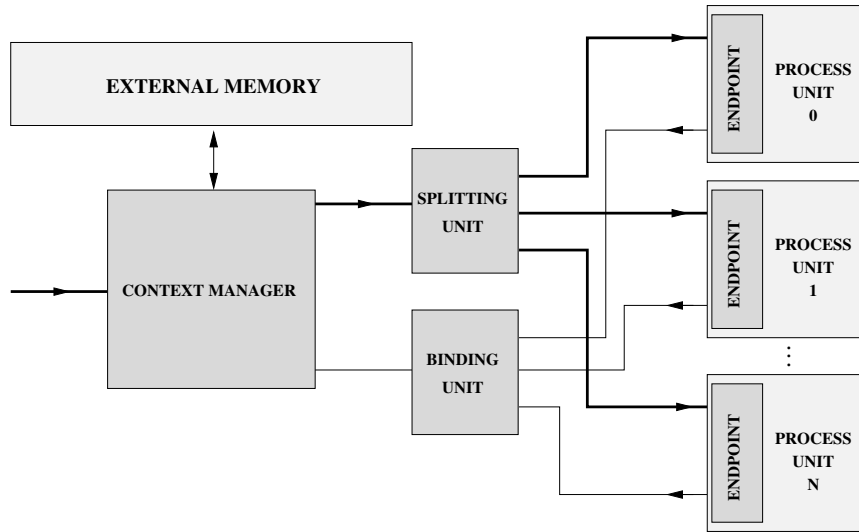 EXTERNAL MEMORY
CONTEXT MANAGER
SPLITTING
UNIT
BINDING
UNIT
ENDPOINT
PROCESS
UNIT
0
ENDPOINT
PROCESS
UNIT
1
ENDPOINT
PROCESS
UNIT
N